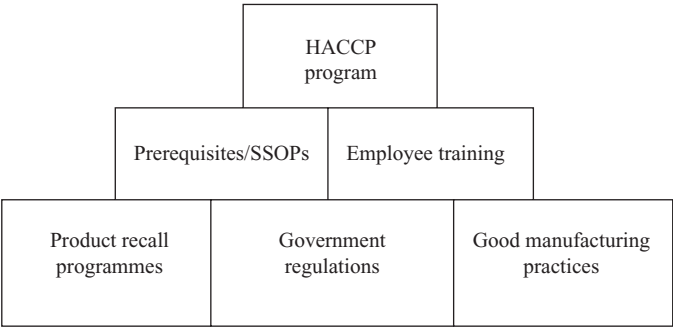 HACCP
program
Prerequisites/SSOPs
Employee training
Product recall
programmes
Government
regulations
Good manufacturing
practices